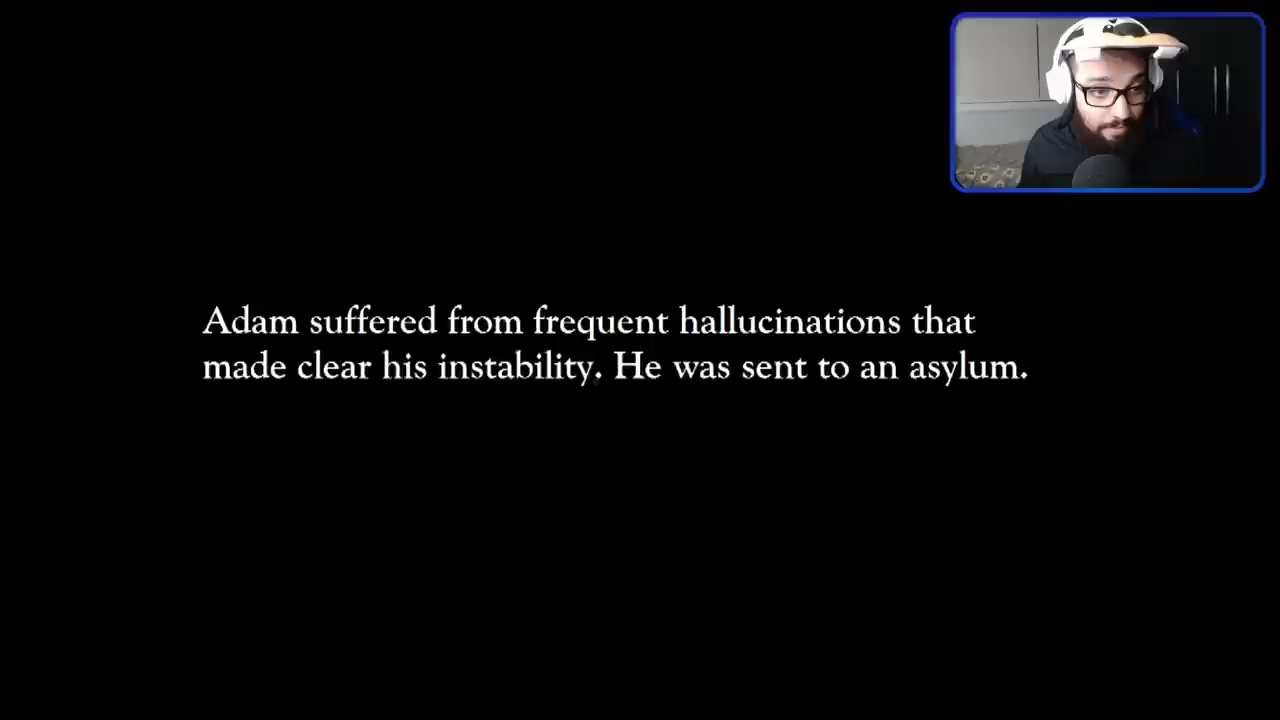 Adam suffered from frequent hallucinations that
made clear his instability. He was sent to an asylum.